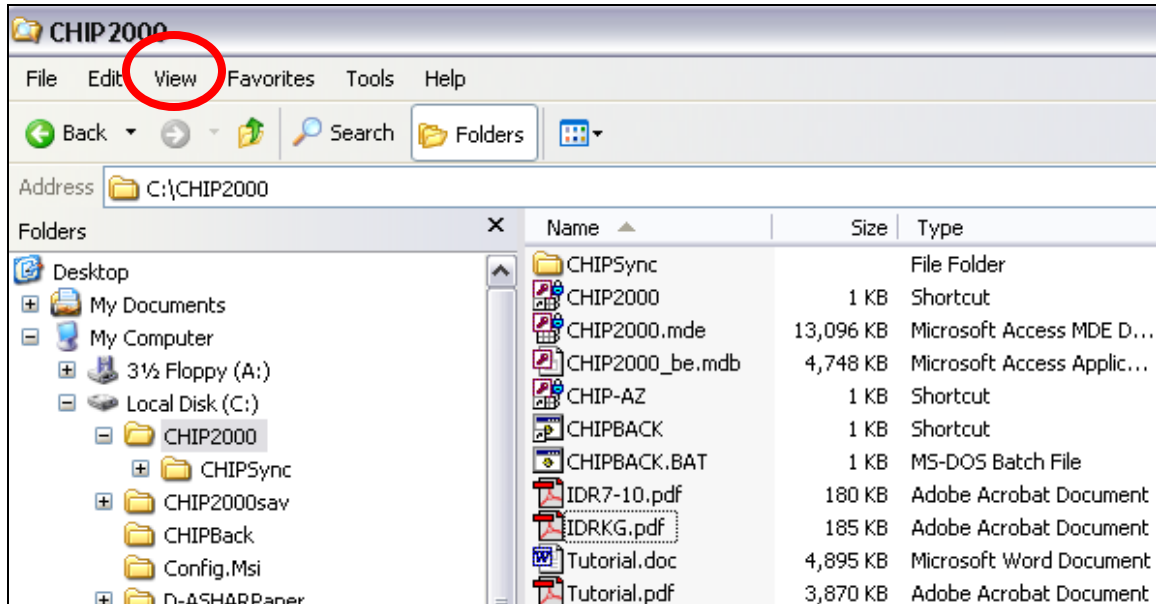 CHIP2000
File Edit View Favorites Tools Help
Back Search Folders
Address C:\CHIP2000
Folders
Name Size Type
Desktop
My Documents
My Computer
3½ Floppy (A:)
Local Disk (C:)
CHIP2000
CHIPSync
CHIP2000sav
CHIPBack
Config.Msi
D-ASHARPaper
CHIPSync File Folder
CHIP2000 1 KB Shortcut
CHIP2000.mde 13,096 KB Microsoft Access MDE D...
CHIP2000_be.mdb 4,748 KB Microsoft Access Applic...
CHIP-AZ 1 KB Shortcut
CHIPBACK 1 KB Shortcut
CHIPBACK.BAT 1 KB MS-DOS Batch File
IDR7-10.pdf 180 KB Adobe Acrobat Document
IDRKG.pdf 185 KB Adobe Acrobat Document
Tutorial.doc 4,895 KB Microsoft Word Document
Tutorial.pdf 3,870 KB Adobe Acrobat Document